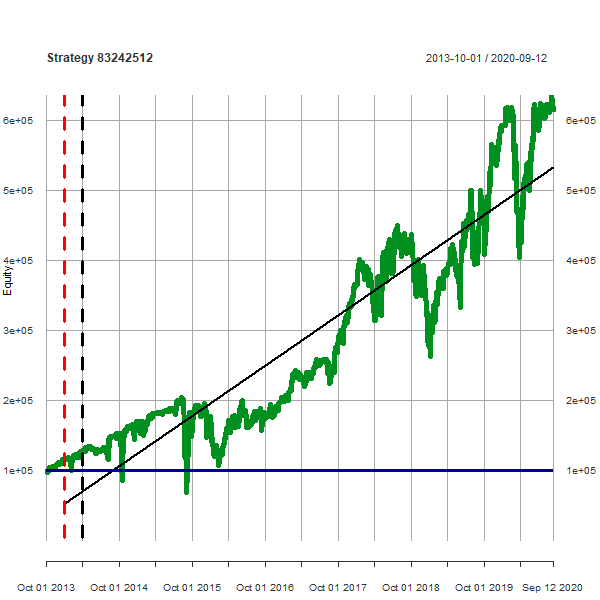 Strategy 83242512 2013-10-01 / 2020-09-12
6e+05 6e+05
5e+05 5e+05
4e+05 4e+05
Equity
3e+05 3e+05
2e+05 2e+05
1e+05 1e+05
Oct 01 2013 Oct 01 2014 Oct 01 2015 Oct 01 2016 Oct 01 2017 Oct 01 2018 Oct 01 2019 Sep 12 2020